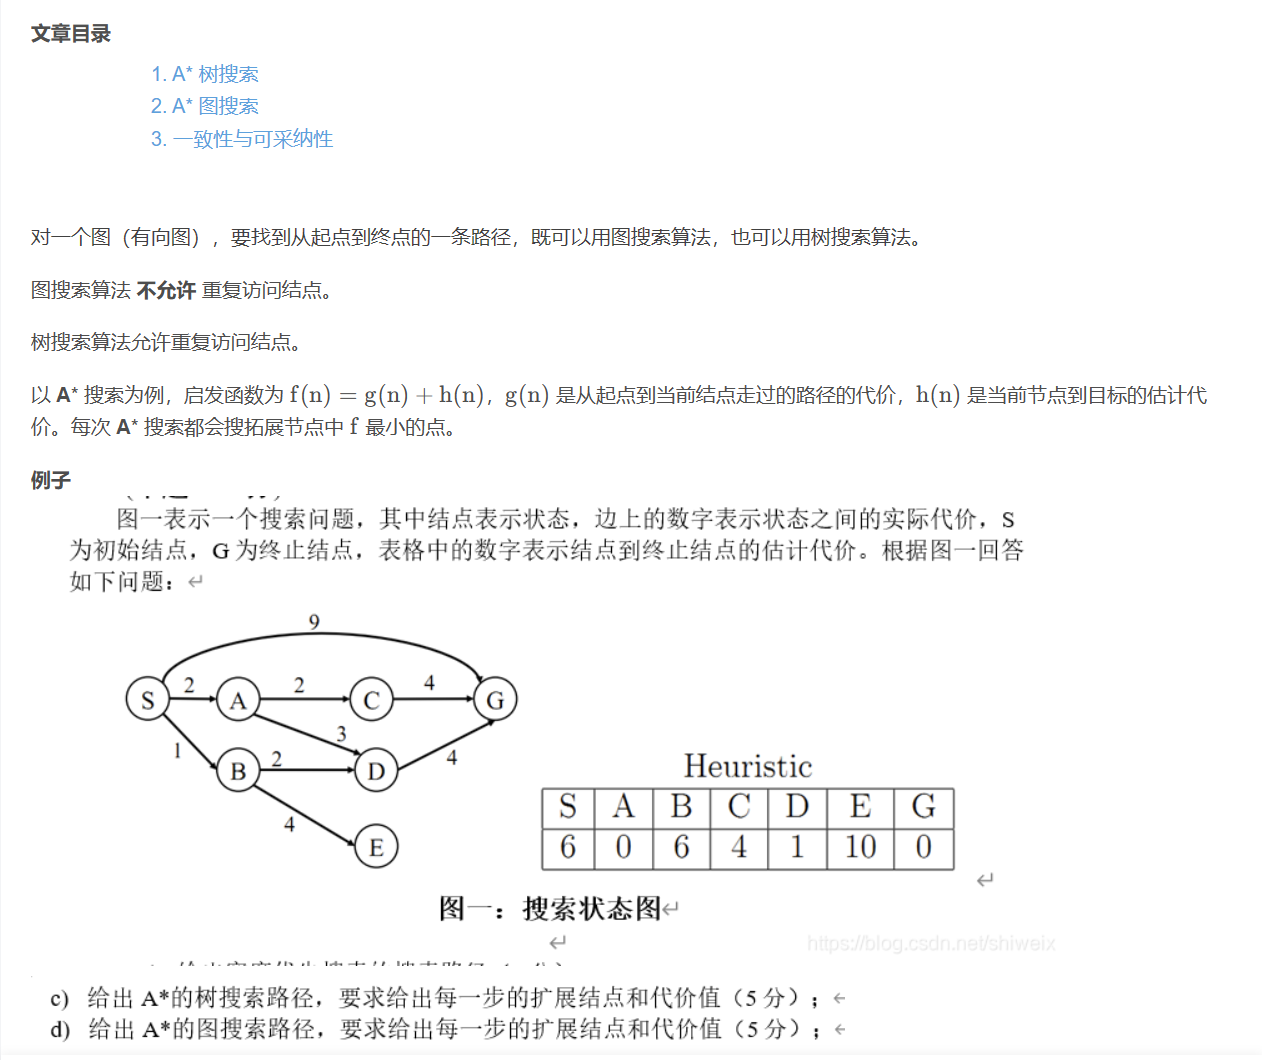 文章目录
1. A* 树搜索
2. A* 图搜索
3. 一致性与可采纳性
对一个图（有向图），要找到从起点到终点的一条路径，既可以用图搜索算法，也可以用树搜索算法。
图搜索算法 不允许 重复访问结点。
树搜索算法允许重复访问结点。
以 A* 搜索为例，启发函数为 f(n) = g(n) + h(n)，g(n) 是从起点到当前结点走过的路径的代价，h(n) 是当前节点到目标的估计代
价。每次 A* 搜索都会搜拓展节点中 f 最小的点。
例子
图一表示一个搜索问题，其中结点表示状态，边上的数字表示状态之间的实际代价，S
为初始结点，G 为终止结点，表格中的数字表示结点到终止结点的估计代价。根据图一回答
如下问题：↵
9
S 2 A 2 C 4 G
1 3
B 2 D 4
4
E
Heuristic
S A B C D E G
6 0 6 4 1 10 0
↵
图一：搜索状态图↵
↵
https://blog.csdn.net/shiweix
c) 给出 A*的树搜索路径，要求给出每一步的扩展结点和代价值（5 分）；↵
d) 给出 A*的图搜索路径，要求给出每一步的扩展结点和代价值（5 分）；↵